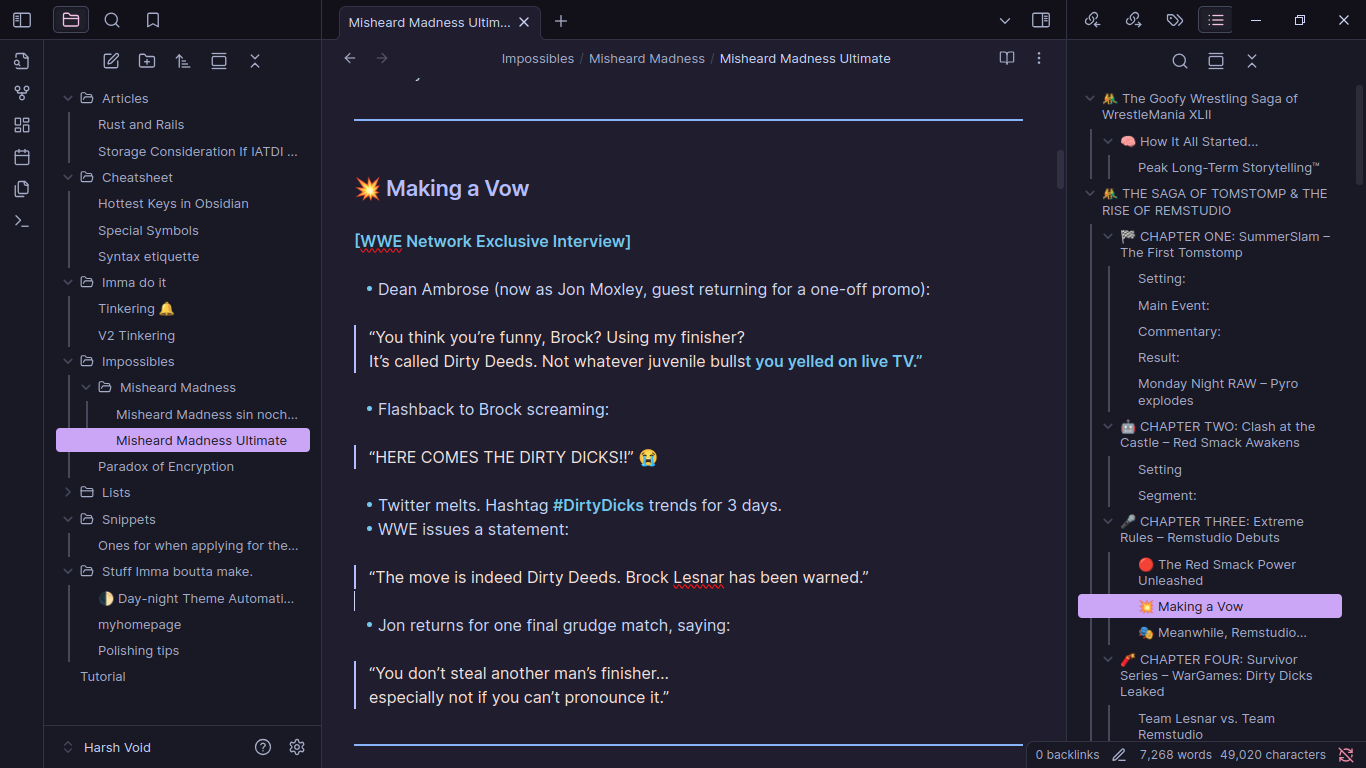 Misheard Madness Ultim...
Impossibles / Misheard Madness / Misheard Madness Ultimate
Articles
Rust and Rails
Storage Consideration If IATDI ...
Cheatsheet
Hottest Keys in Obsidian
Special Symbols
Syntax etiquette
Imma do it
Tinkering 🔔
V2 Tinkering
Impossibles
Misheard Madness
Misheard Madness sin noch...
Misheard Madness Ultimate
Paradox of Encryption
Lists
Snippets
Ones for when applying for the...
Stuff Imma boutta make.
🌓 Day-night Theme Automati...
myhomepage
Polishing tips
Tutorial
Harsh Void
💥 Making a Vow
[WWE Network Exclusive Interview]
• Dean Ambrose (now as Jon Moxley, guest returning for a one-off promo):
“You think you’re funny, Brock? Using my finisher?
It’s called Dirty Deeds. Not whatever juvenile bullst you yelled on live TV.”
• Flashback to Brock screaming:
“HERE COMES THE DIRTY DICKS!!” 😭
• Twitter melts. Hashtag #DirtyDicks trends for 3 days.
• WWE issues a statement:
“The move is indeed Dirty Deeds. Brock Lesnar has been warned.”
• Jon returns for one final grudge match, saying:
“You don’t steal another man’s finisher…
especially not if you can’t pronounce it.”
🤼 The Goofy Wrestling Saga of
WrestleMania XLII
🧠 How It All Started...
Peak Long-Term Storytelling™
🤼 THE SAGA OF TOMSTOMP & THE
RISE OF REMSTUDIO
🏁 CHAPTER ONE: SummerSlam –
The First Tomstomp
Setting:
Main Event:
Commentary:
Result:
Monday Night RAW – Pyro
explodes
🤖 CHAPTER TWO: Clash at the
Castle – Red Smack Awakens
Setting
Segment:
🎤 CHAPTER THREE: Extreme
Rules – Remstudio Debuts
🔴 The Red Smack Power
Unleashed
💥 Making a Vow
🎭 Meanwhile, Remstudio...
🧨 CHAPTER FOUR: Survivor
Series – WarGames: Dirty Dicks
Leaked
Team Lesnar vs. Team
Remstudio
0 backlinks 7,268 words 49,020 characters